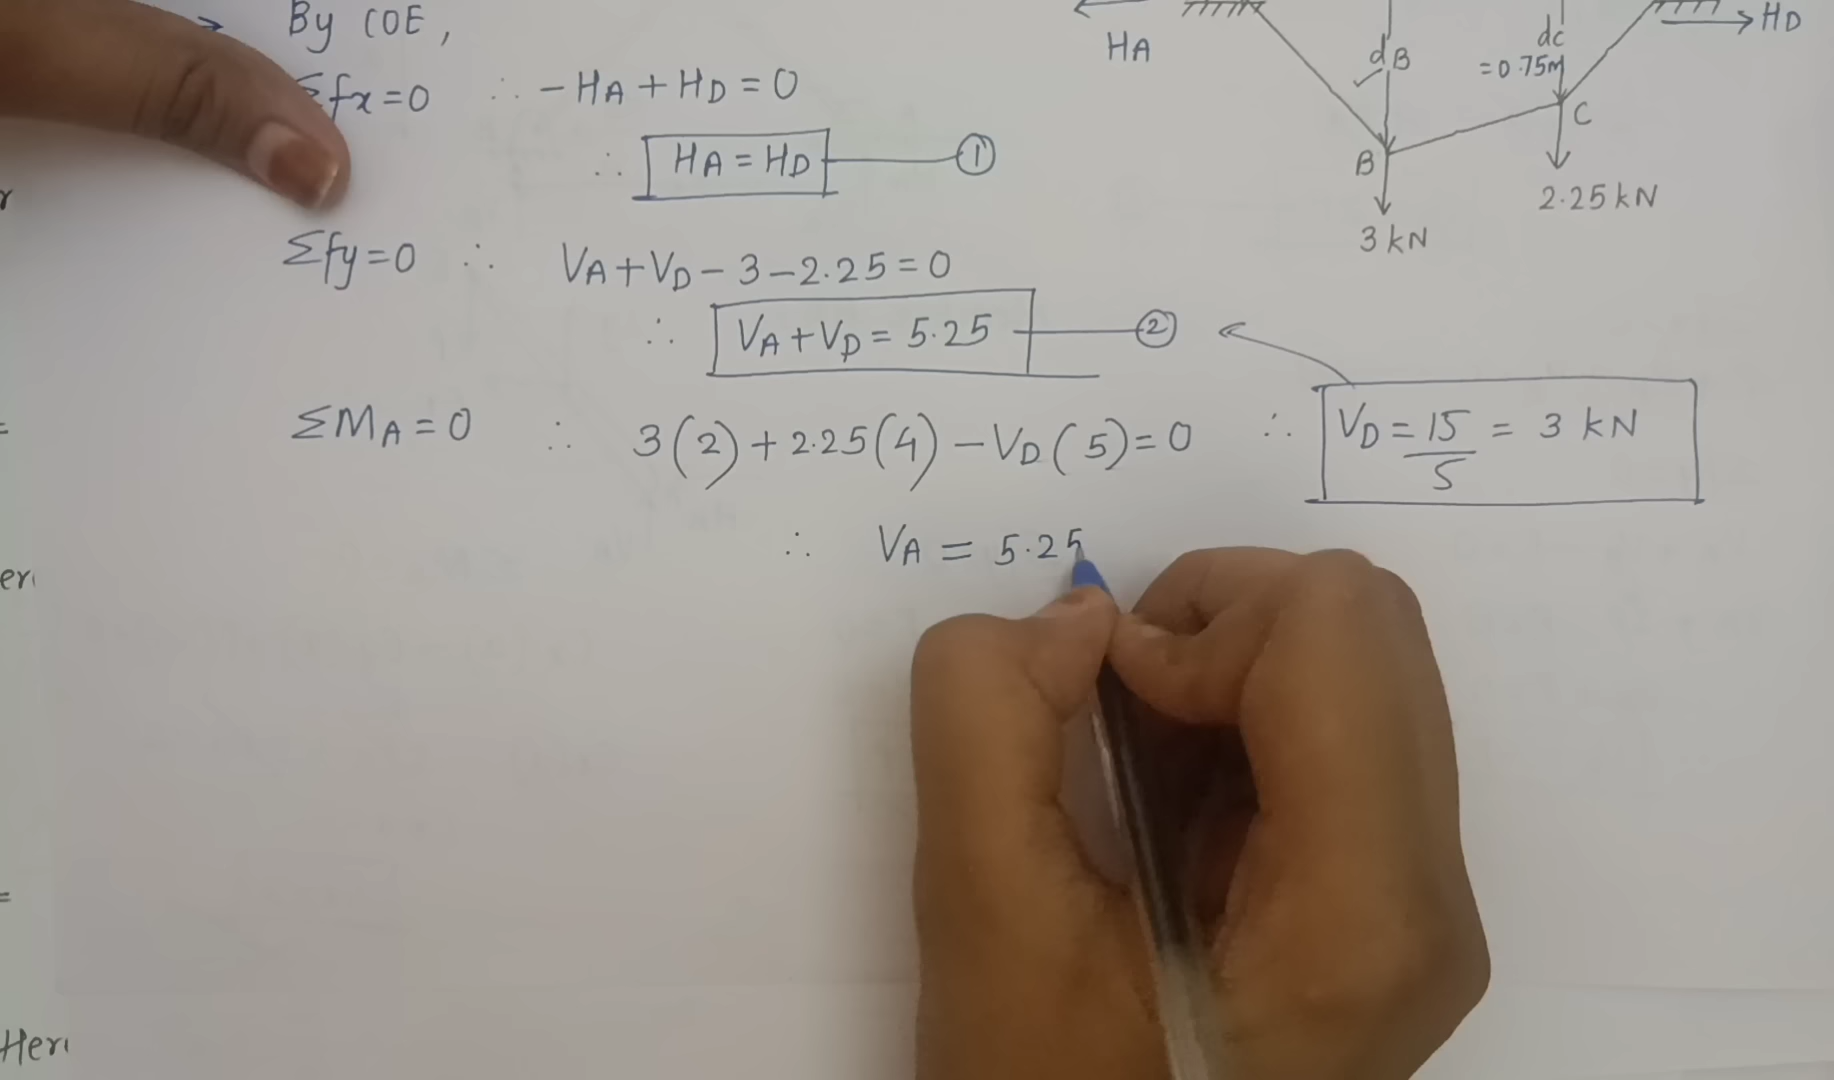 By COE,
Σfx=0 ∴ -HA+HD=0
∴ HA=HD ①
Σfy=0 ∴ VA+VD-3-2.25=0
∴ VA+VD=5.25 ②
ΣMA=0 ∴ 3(2)+2.25(4)-VD(5)=0 ∴ VD=15/5=3 kN
∴ VA=5.25
HA
HD
dB
dc
=0.75m
B
C
3 kN
2.25 kN
=
=